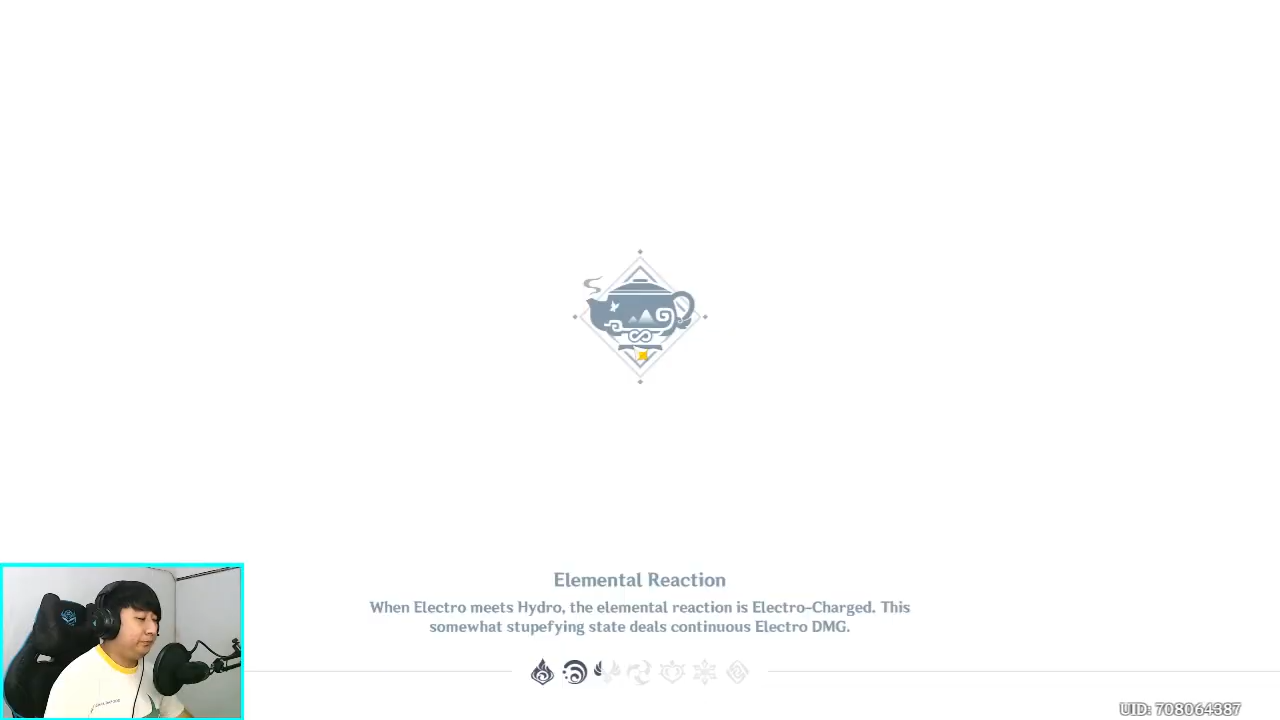 Elemental Reaction
When Electro meets Hydro, the elemental reaction is Electro-Charged. This
somewhat stupefying state deals continuous Electro DMG.
UID: 708064387